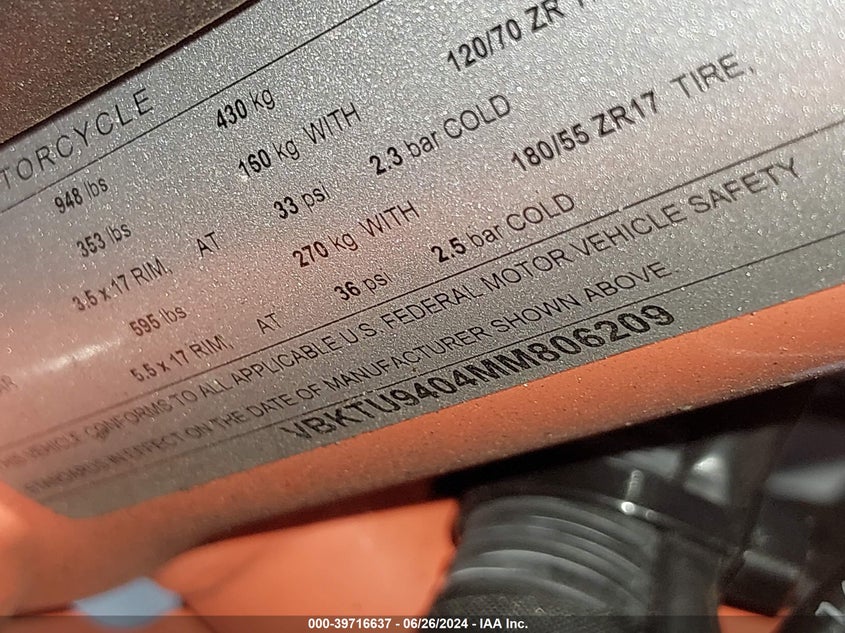 TORCYCLE
948 lbs 430 kg
353 lbs 160 kg WITH 120/70 ZR 1
3.5 x 17 RIM, AT 33 psi 2.3 bar COLD
AR 595 lbs 270 kg WITH 180/55 ZR17 TIRE,
5.5 x 17 RIM, AT 36 psi 2.5 bar COLD
THIS VEHICLE CONFORMS TO ALL APPLICABLE U.S. FEDERAL MOTOR VEHICLE SAFETY
STANDARDS IN EFFECT ON THE DATE OF MANUFACTURER SHOWN ABOVE.
VBKTU9404MM806209
000-39716637 - 06/26/2024 - IAA Inc.